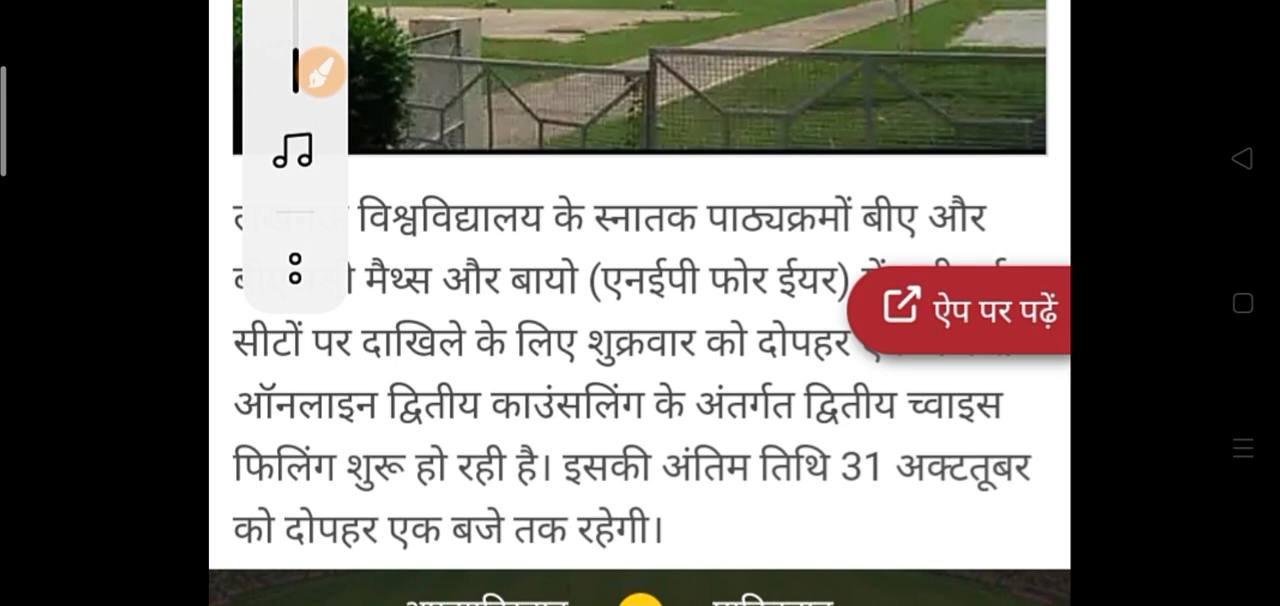 विश्वविद्यालय के स्नातक पाठ्यक्रमों बीए और
मैथ्स और बायो (एनईपी फोर ईयर)
ऐप पर पढ़ें
सीटों पर दाखिले के लिए शुक्रवार को दोपहर
ऑनलाइन द्वितीय काउंसलिंग के अंतर्गत द्वितीय च्वाइस
फिलिंग शुरू हो रही है। इसकी अंतिम तिथि 31 अक्टतूबर
को दोपहर एक बजे तक रहेगी।